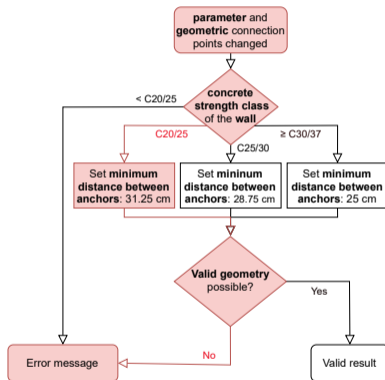 parameter and
geometric connection
points changed
concrete
strength class
of the wall
< C20/25
C20/25
C25/30
≥ C30/37
Set minimum
distance between
anchors: 31.25 cm
Set mininum
distance between
anchors: 28.75 cm
Set mininum
distance between
anchors: 25 cm
Valid geometry
possible?
Yes
No
Error message
Valid result